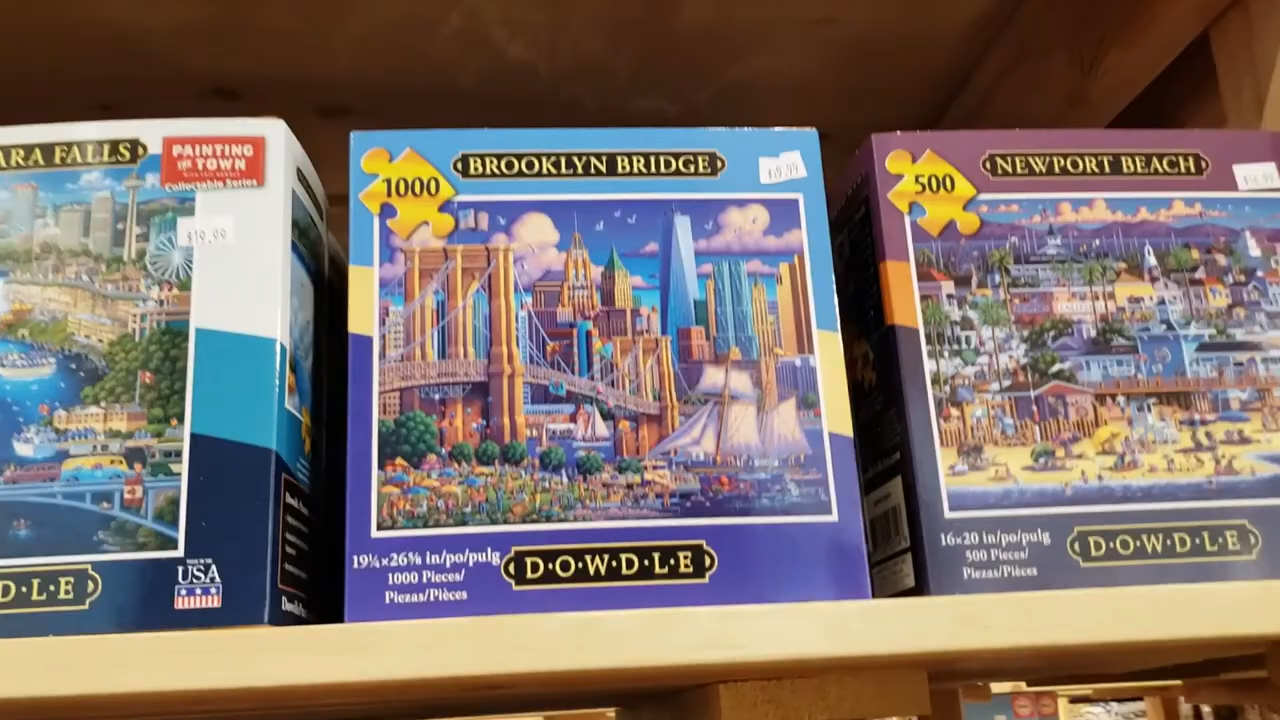 ARA FALLS
PAINTING
THE TOWN
Collectable Series
$19.99
D·L·E
USA
1000
BROOKLYN BRIDGE
$19.99
19¼×26⅝ in/po/pulg
1000 Pieces/
Piezas/Pièces
D·O·W·D·L·E
500
NEWPORT BEACH
16×20 in/po/pulg
500 Pieces/
Piezas/Pièces
D·O·W·D·L·E